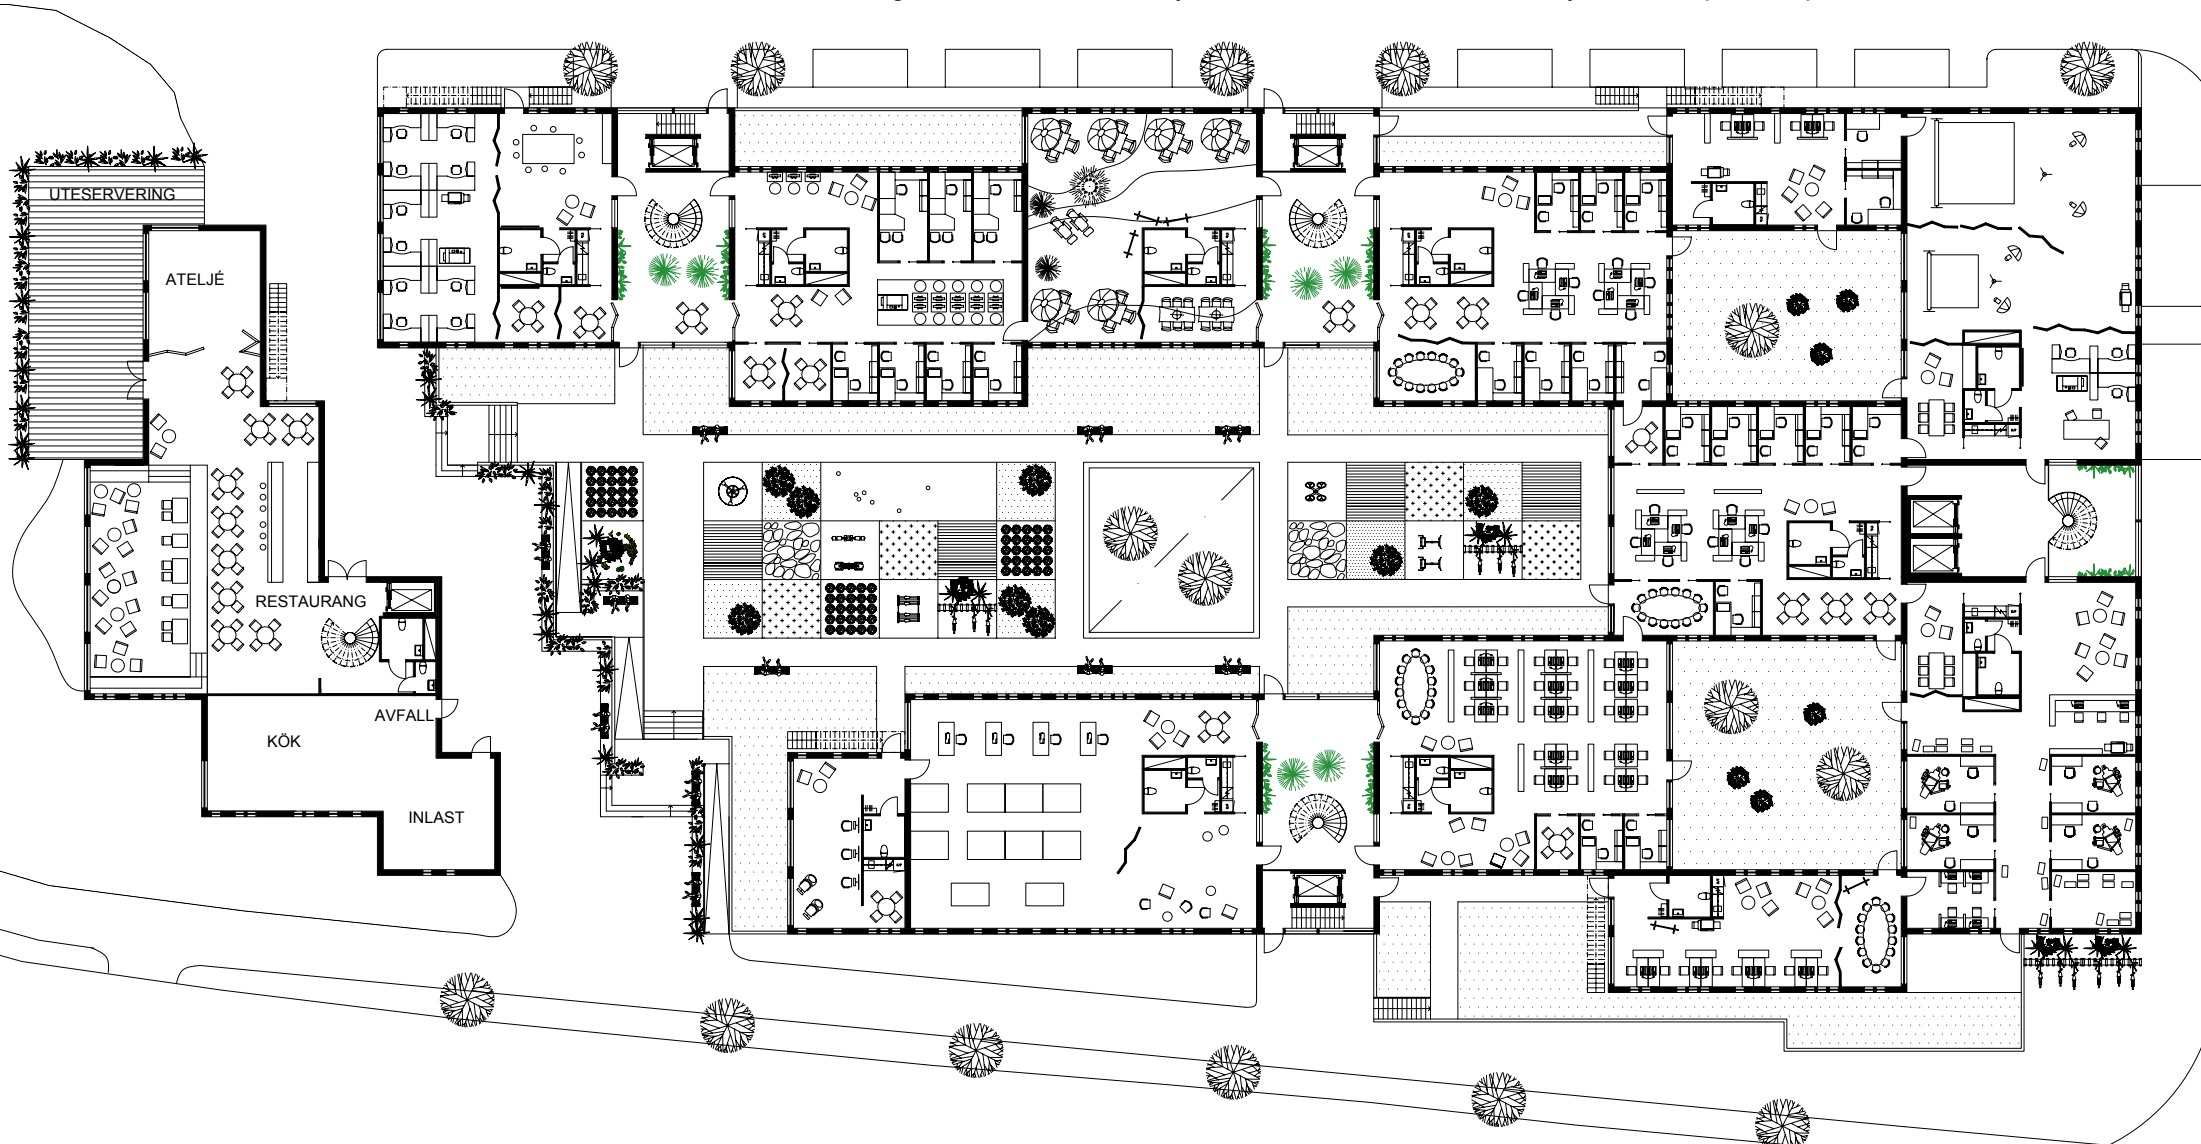 UTESERVERING
ATELJÉ
RESTAURANG
AVFALL
KÖK
INLAST